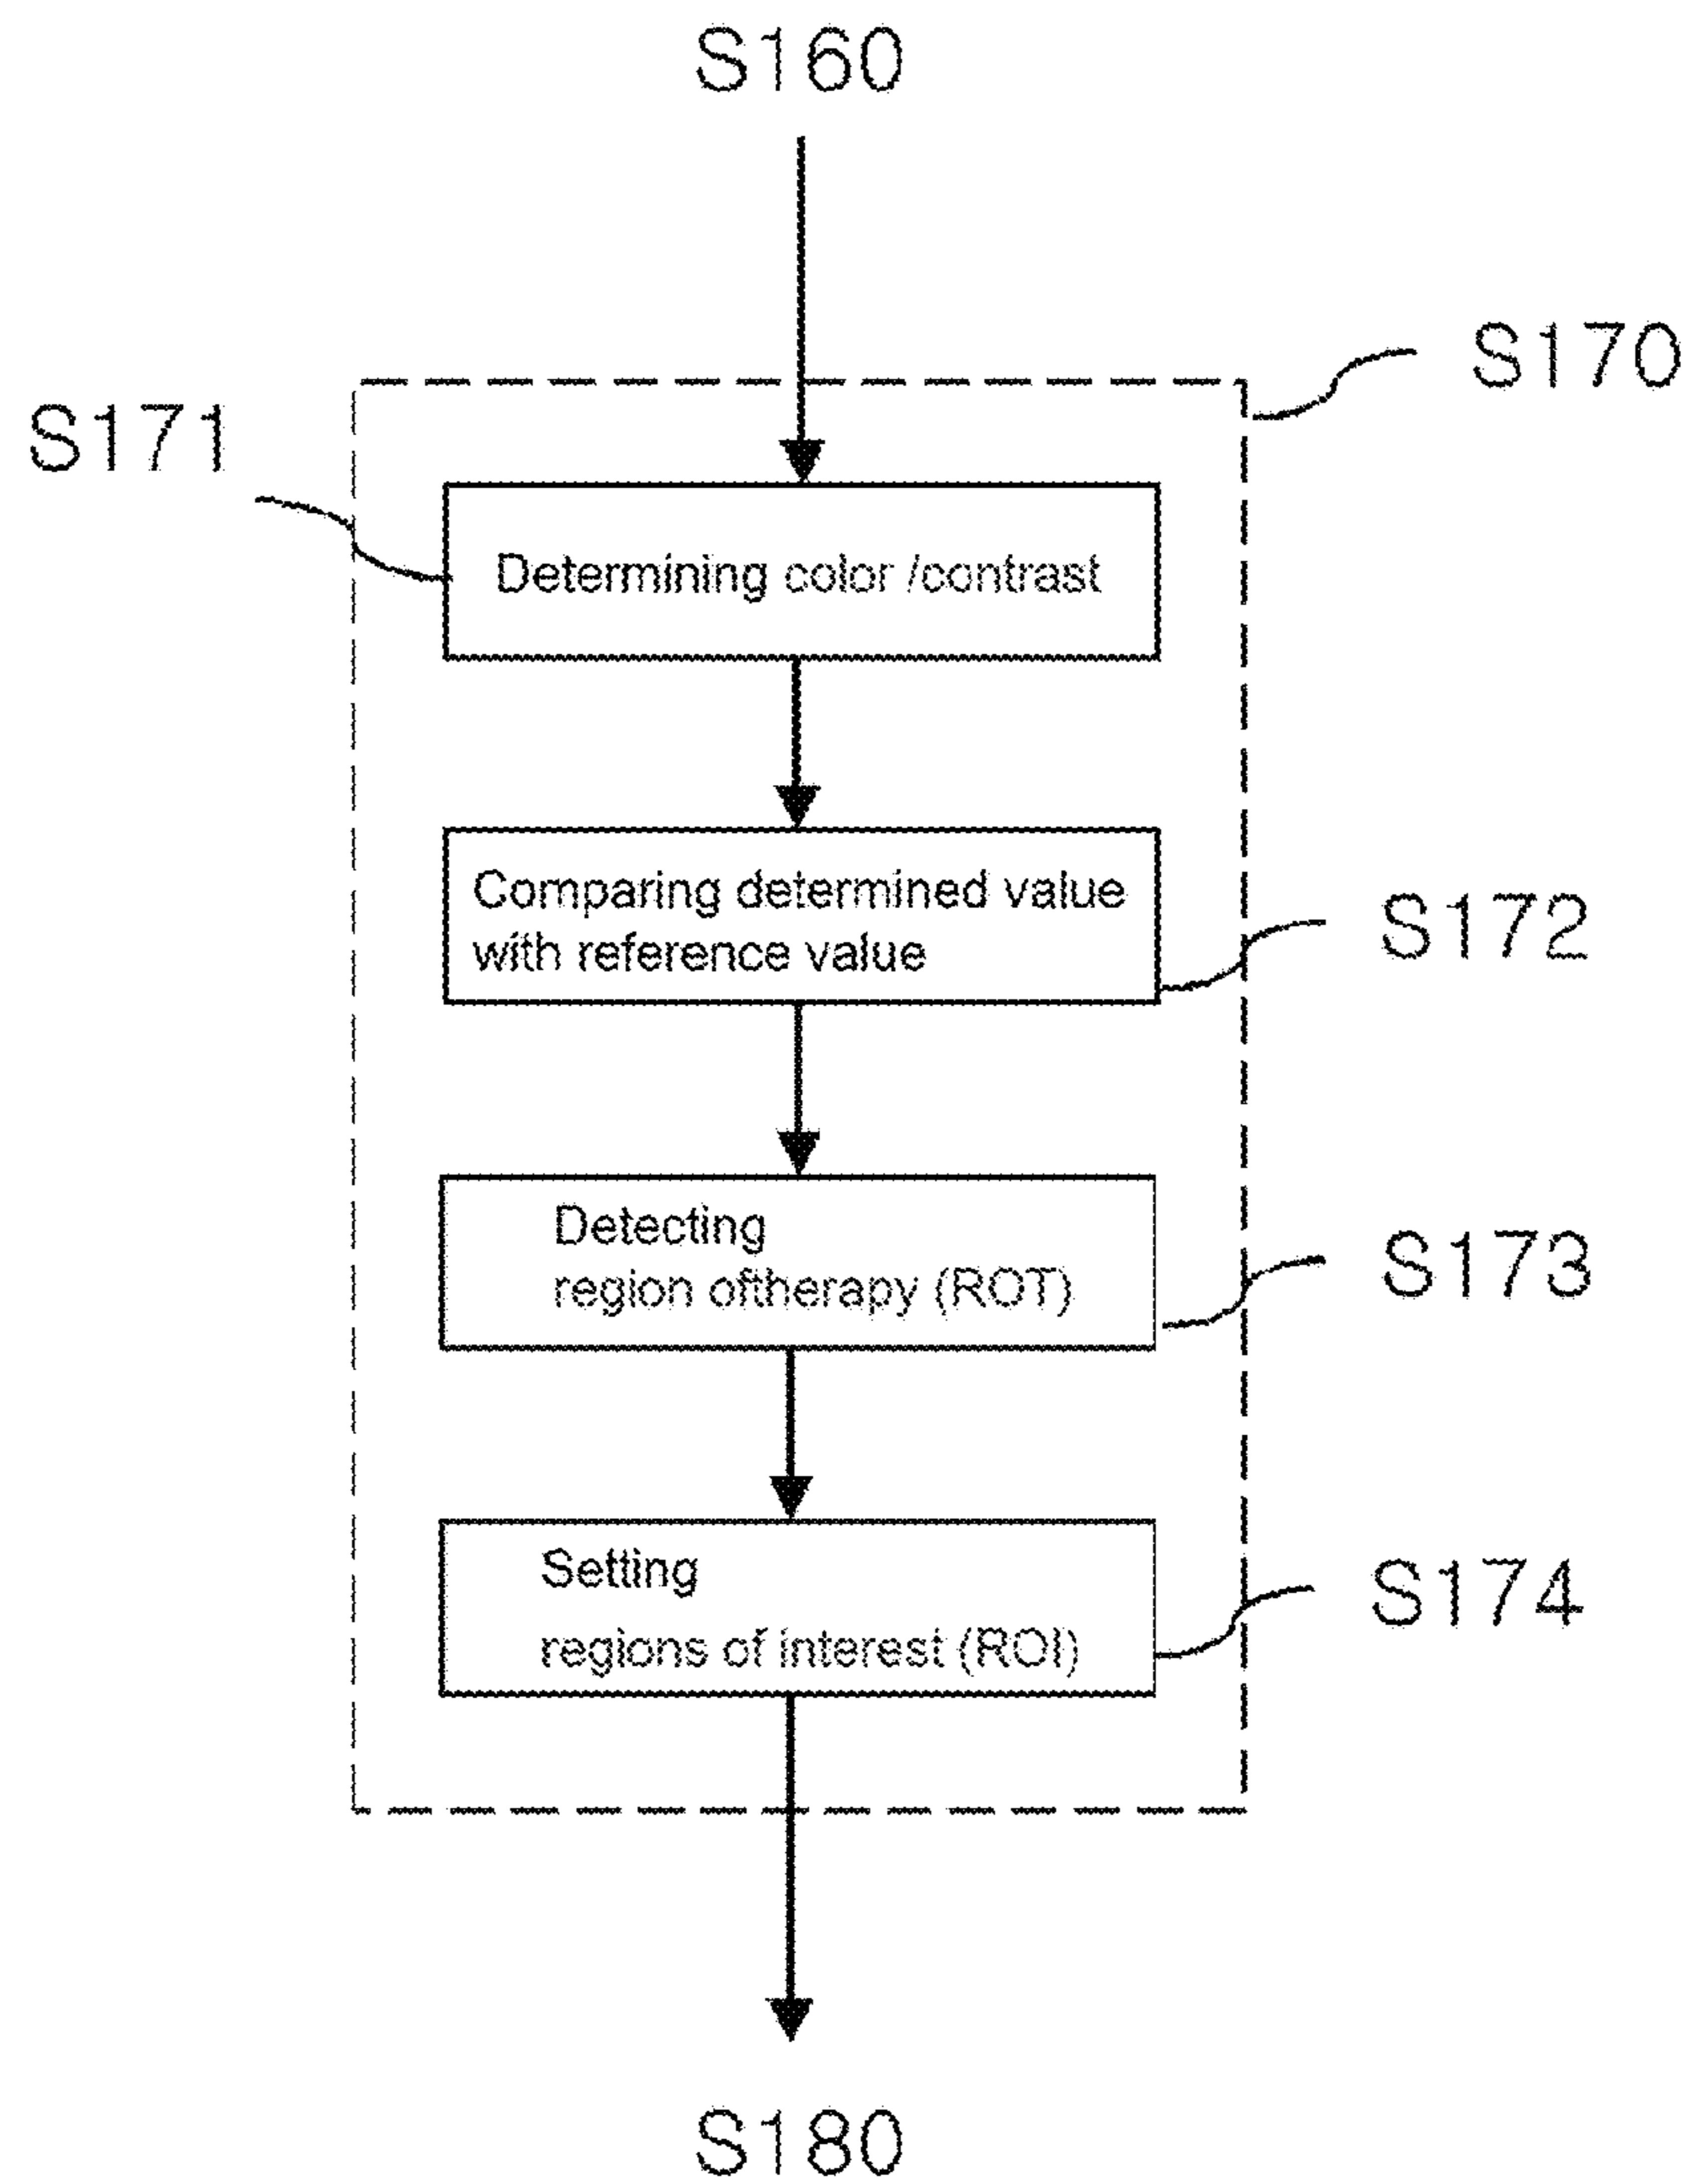 S160
S170
S171
Determining color /contrast
Comparing determined value
with reference value
S172
Detecting
region oftherapy (ROT)
S173
Setting
regions of interest (ROI)
S174
S180